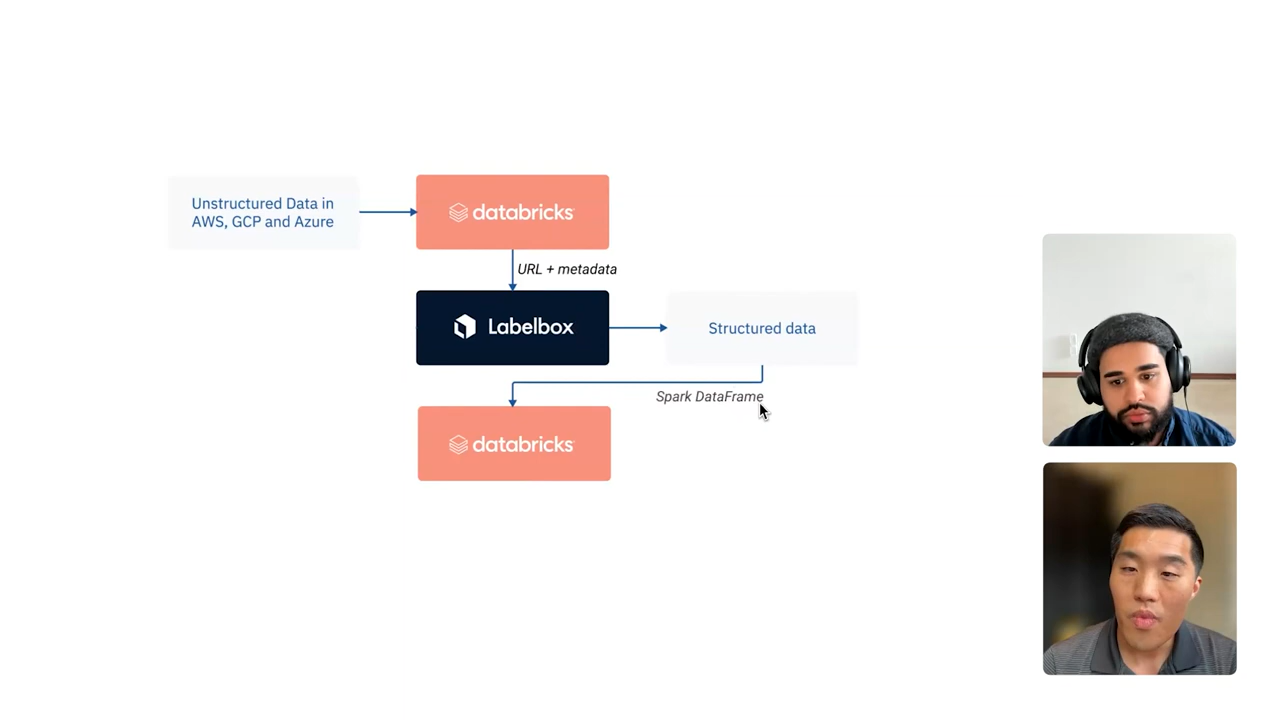 Unstructured Data in
AWS, GCP and Azure
databricks
URL + metadata
Labelbox
Structured data
Spark DataFrame
databricks